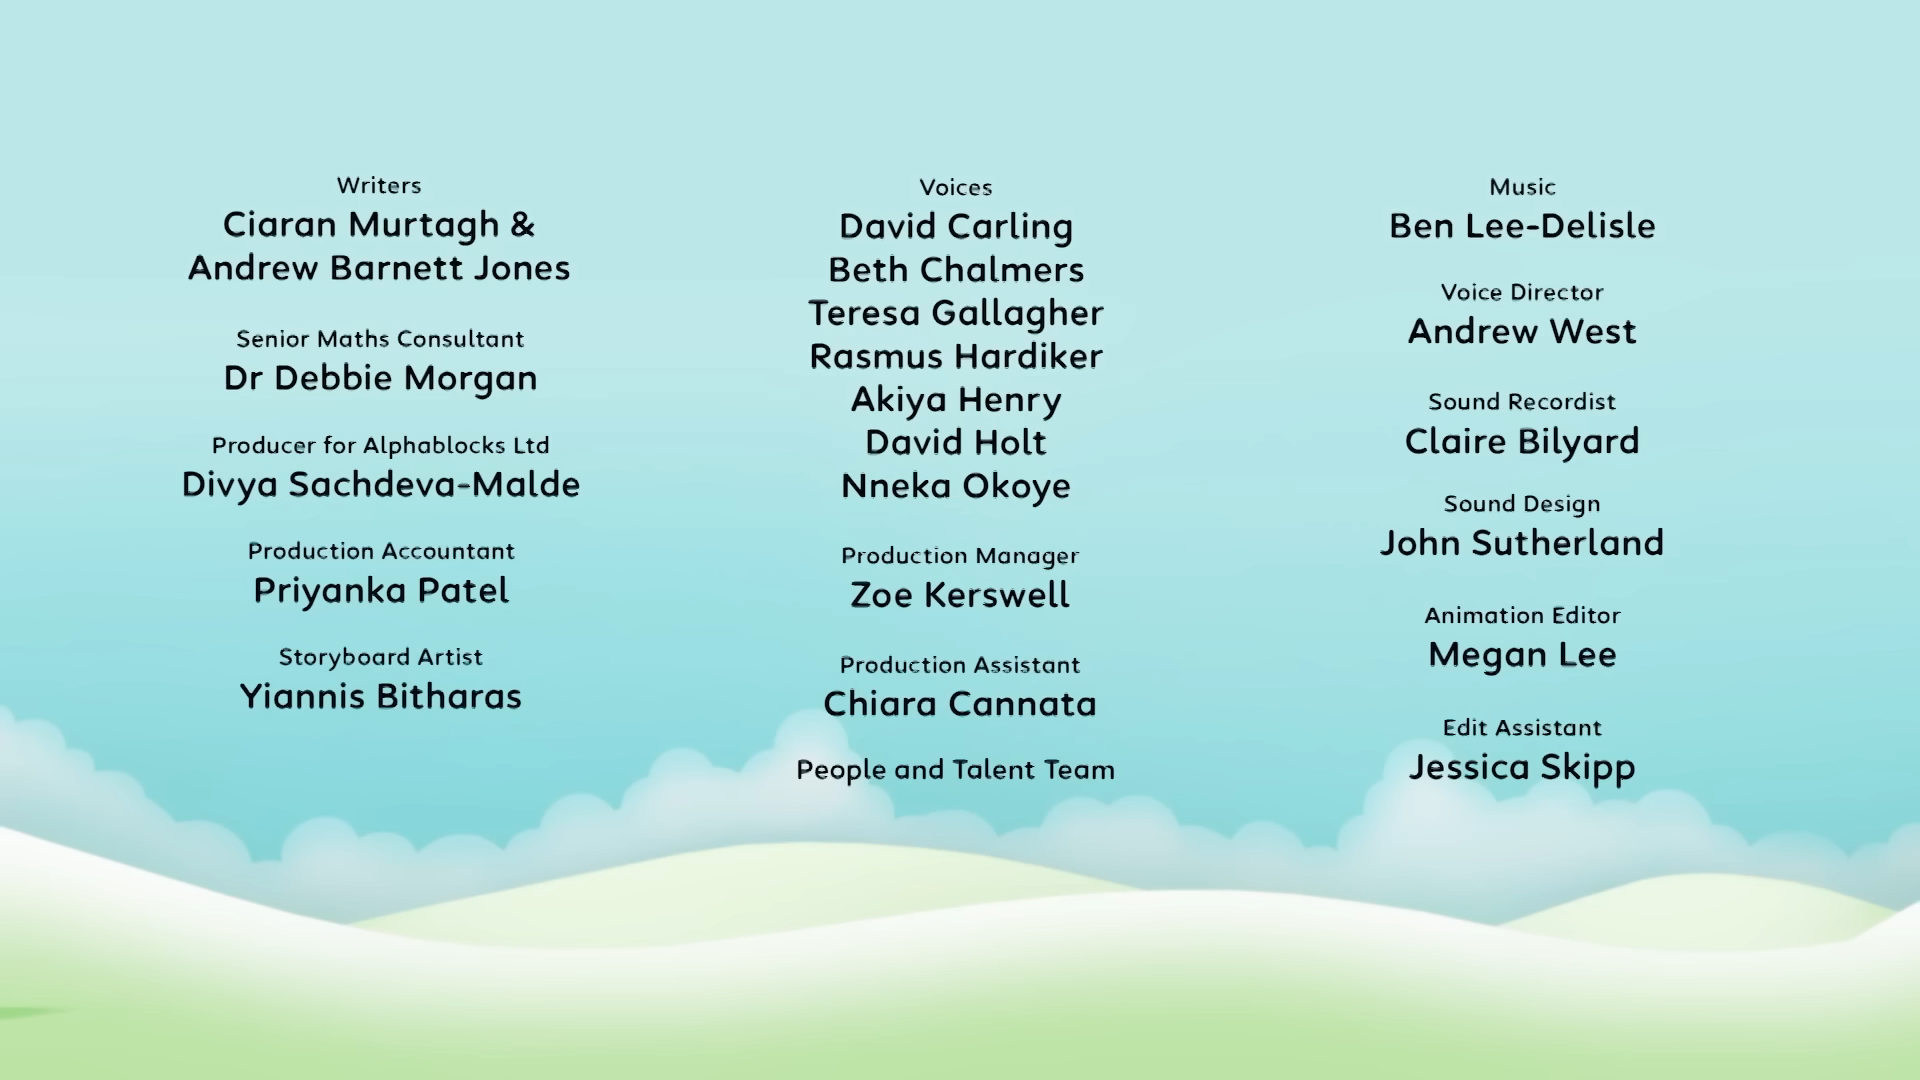 Writers
Ciaran Murtagh &
Andrew Barnett Jones
Senior Maths Consultant
Dr Debbie Morgan
Producer for Alphablocks Ltd
Divya Sachdeva-Malde
Production Accountant
Priyanka Patel
Storyboard Artist
Yiannis Bitharas
Voices
David Carling
Beth Chalmers
Teresa Gallagher
Rasmus Hardiker
Akiya Henry
David Holt
Nneka Okoye
Production Manager
Zoe Kerswell
Production Assistant
Chiara Cannata
People and Talent Team
Music
Ben Lee-Delisle
Voice Director
Andrew West
Sound Recordist
Claire Bilyard
Sound Design
John Sutherland
Animation Editor
Megan Lee
Edit Assistant
Jessica Skipp